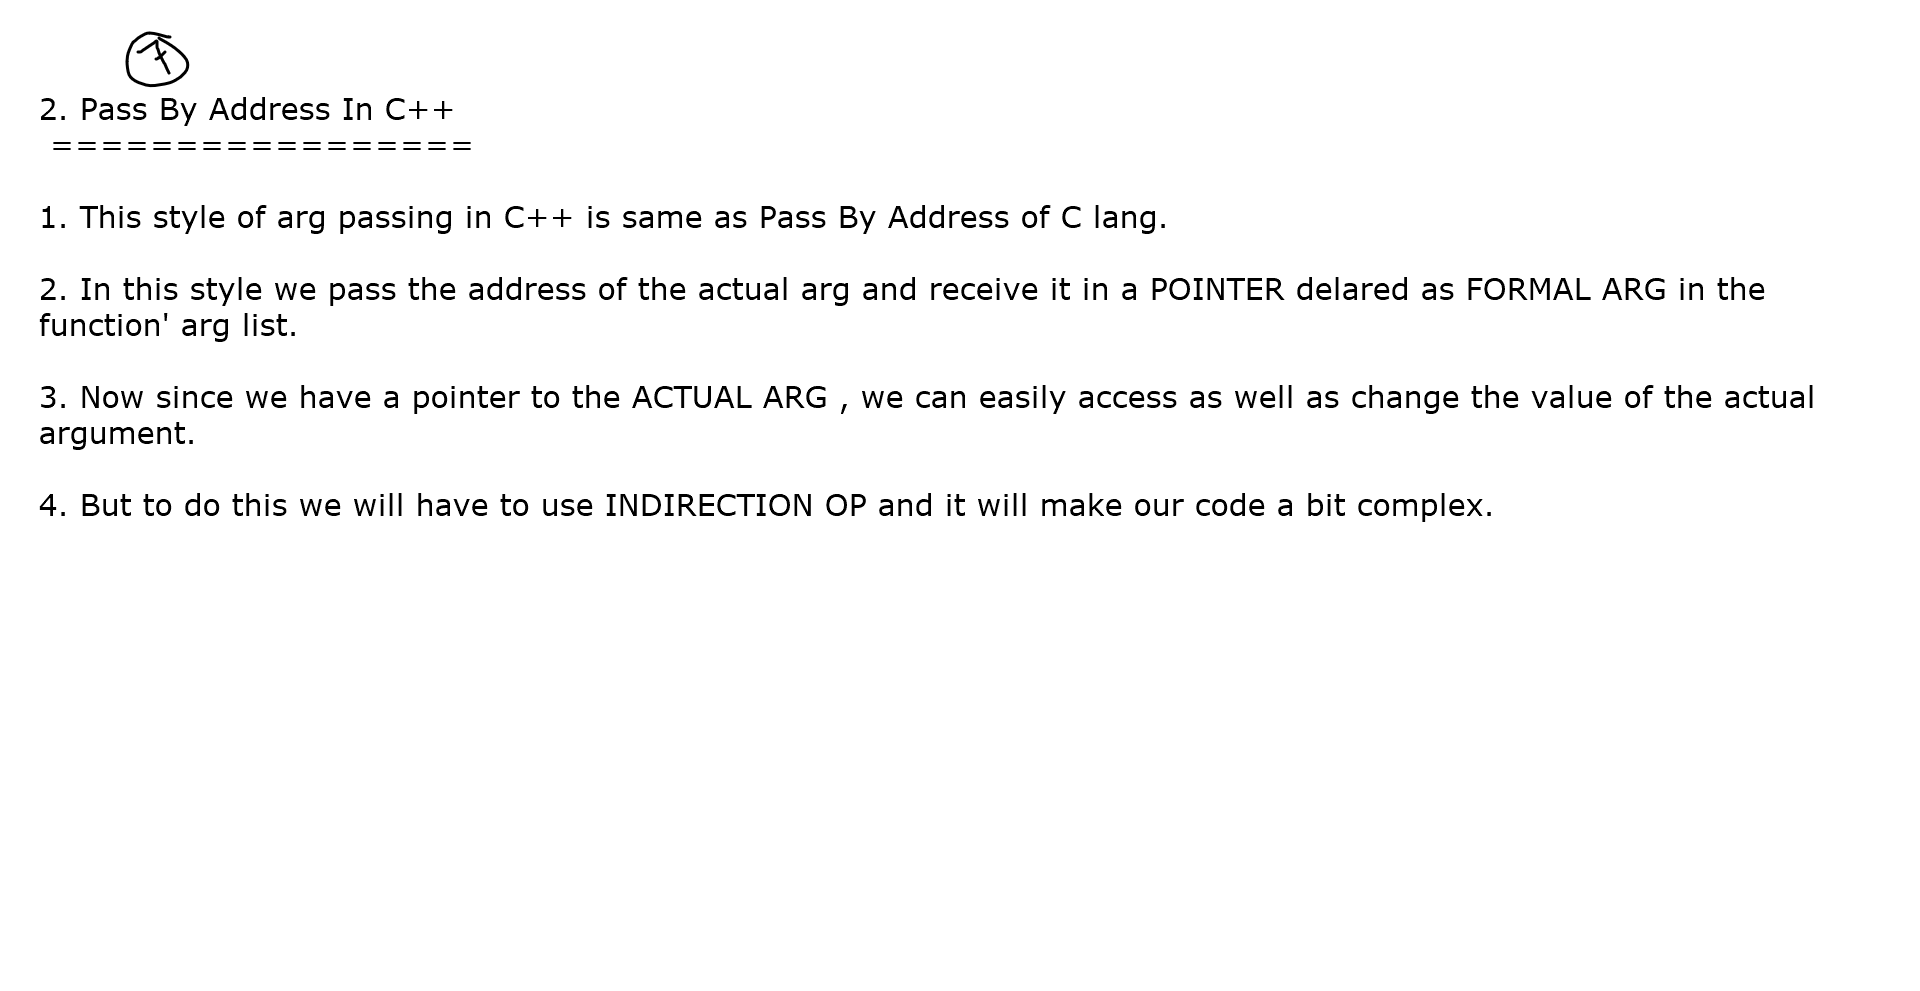 7
2. Pass By Address In C++
=================
1. This style of arg passing in C++ is same as Pass By Address of C lang.
2. In this style we pass the address of the actual arg and receive it in a POINTER delared as FORMAL ARG in the
function' arg list.
3. Now since we have a pointer to the ACTUAL ARG , we can easily access as well as change the value of the actual
argument.
4. But to do this we will have to use INDIRECTION OP and it will make our code a bit complex.